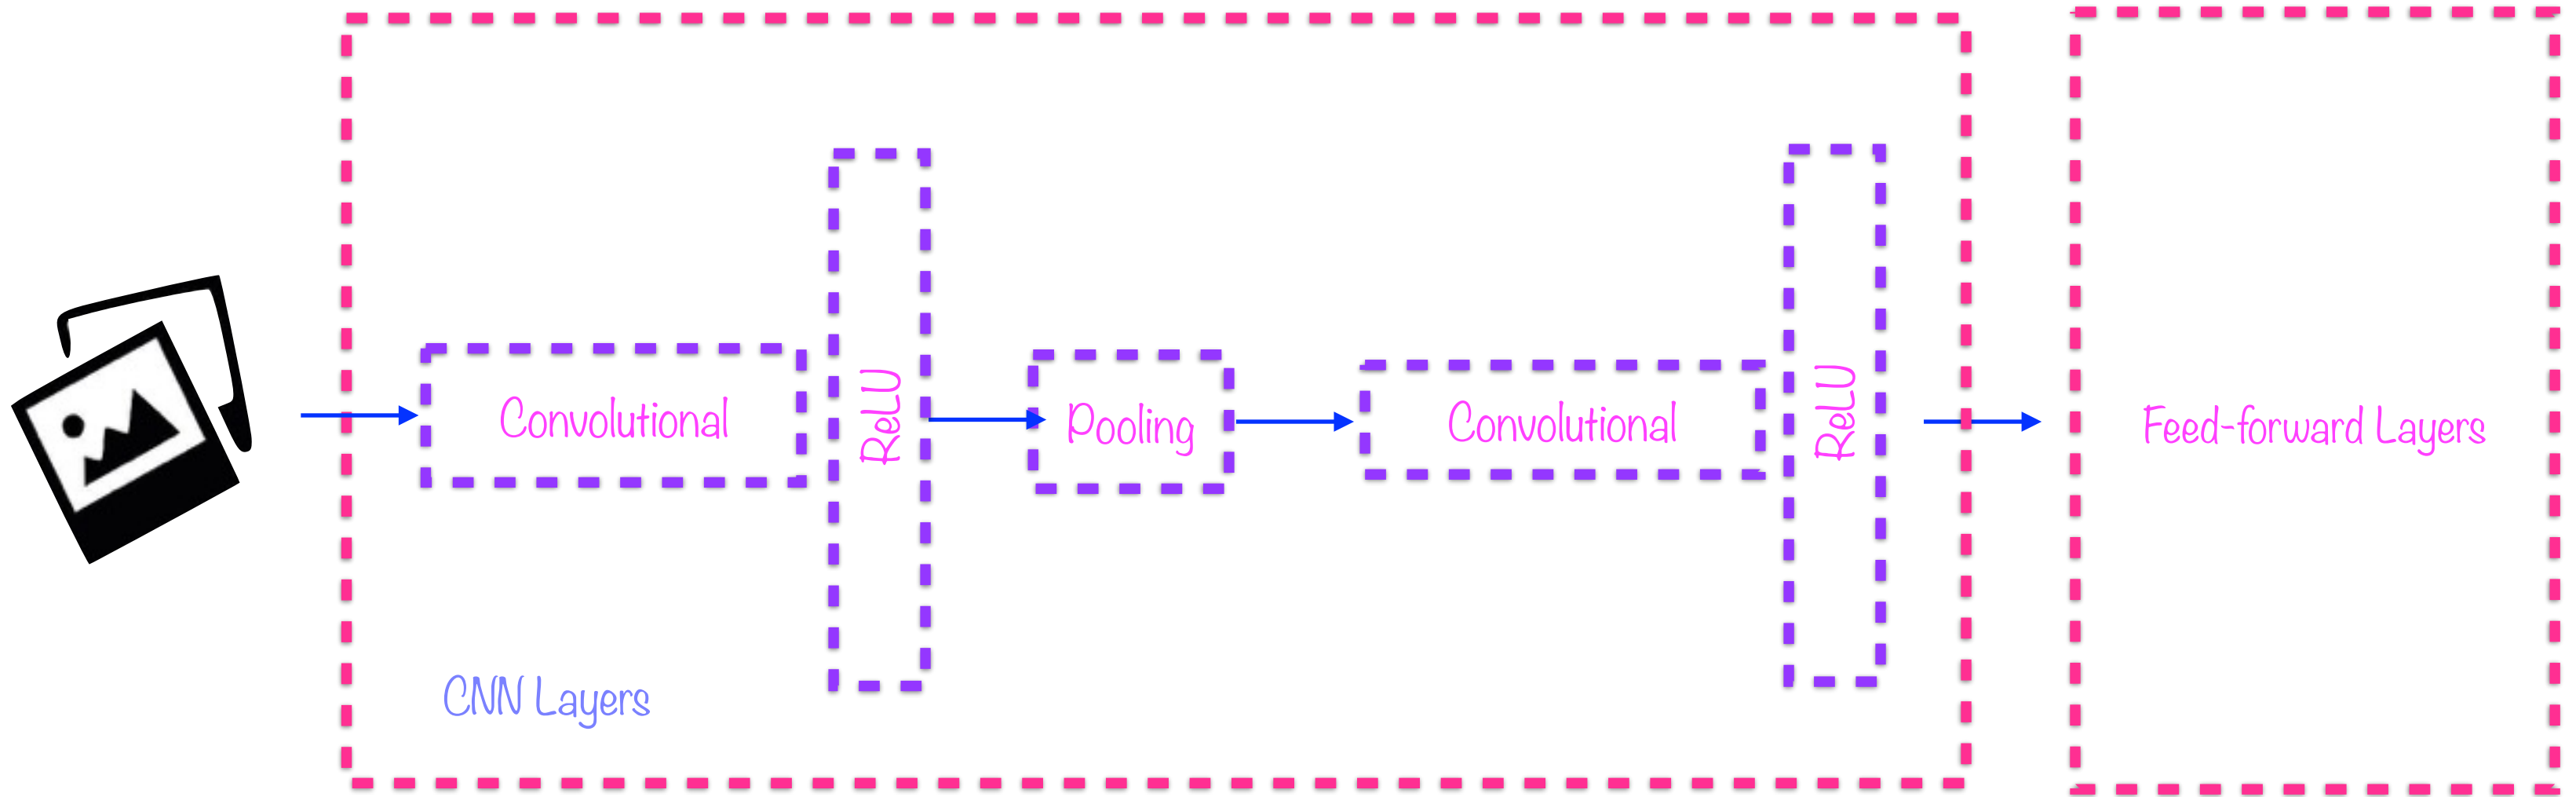 Convolutional
ReLU
Pooling
Convolutional
ReLU
Feed-forward Layers
CNN Layers